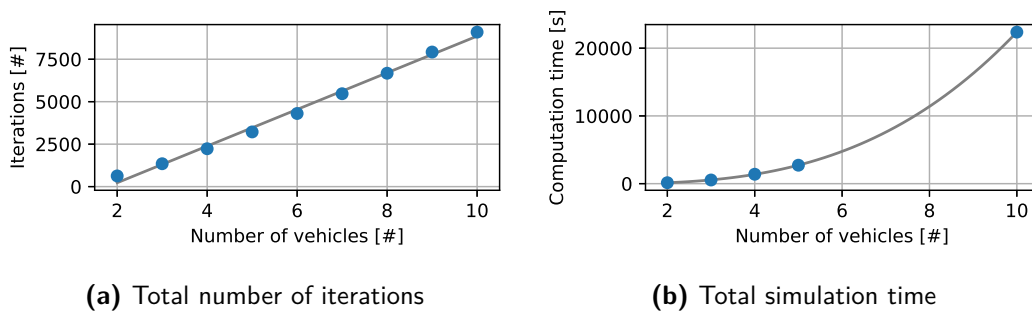 Iterations [#]
7500
5000
2500
0
2 4 6 8 10
Number of vehicles [#]
(a) Total number of iterations
Computation time [s]
20000
10000
0
2 4 6 8 10
Number of vehicles [#]
(b) Total simulation time